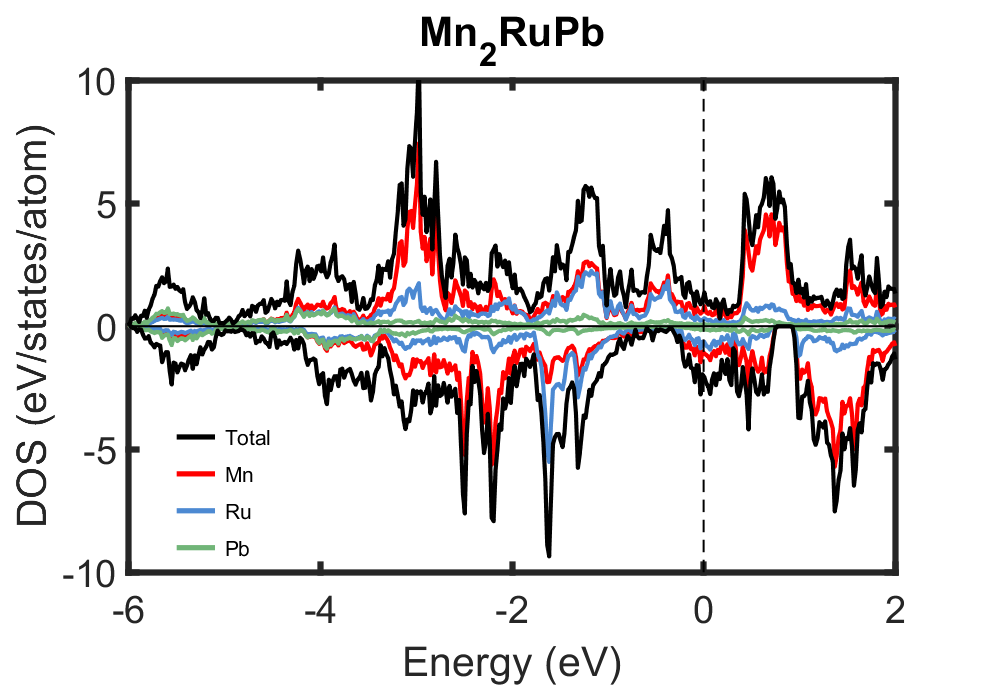 Mn₂RuPb
DOS (eV/states/atom)
10
5
0
-5
-10
Total
Mn
Ru
Pb
-6 -4 -2 0 2
Energy (eV)